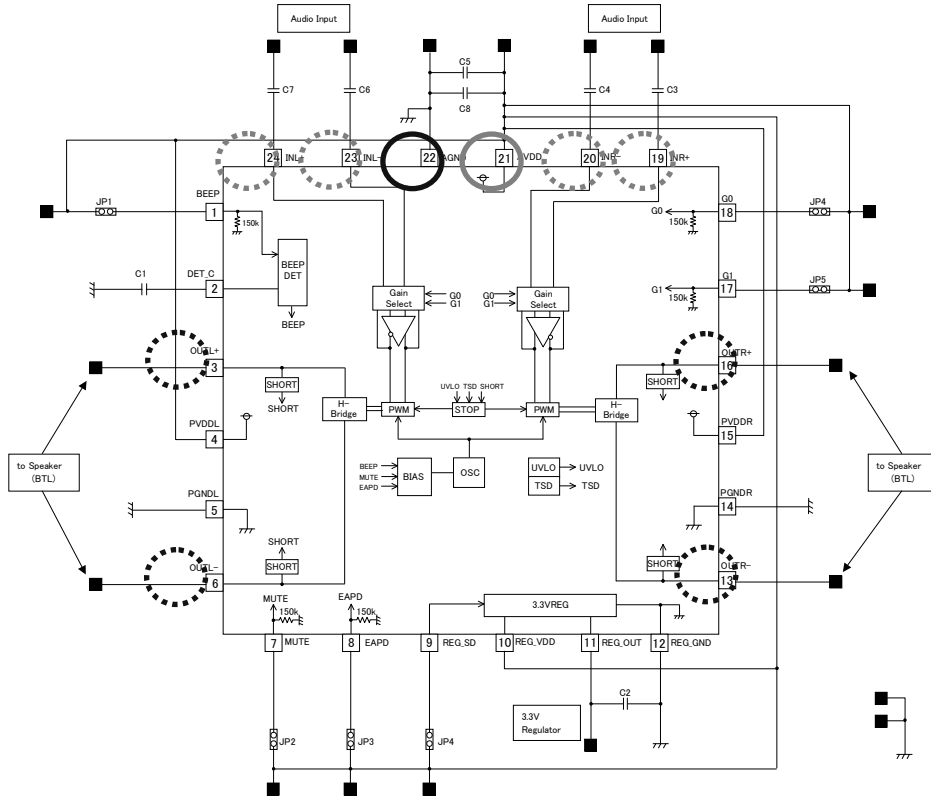 Audio Input
Audio Input
C5
C7
C6
C8
C4
C3
24 INL+
23 INL-
22 AGND
21 AVDD
20 INR-
19 INR+
BEEP
JP1
1
150k
BEEP
DET
BEEP
G0
G0
150k
18
JP4
C1
DET_C
2
G1
G1
150k
17
JP5
Gain
Select
G0
G1
G0
G1
Gain
Select
OUTL+
3
OUTR+
16
SHORT
SHORT
SHORT
H-
Bridge
PWM
UVLO TSD SHORT
STOP
PWM
H-
Bridge
PVDDL
4
PVDDR
15
to Speaker
(BTL)
BEEP
MUTE
EAPD
BIAS
OSC
UVLO
UVLO
TSD
TSD
to Speaker
(BTL)
PGNDL
5
PGNDR
14
SHORT
SHORT
OUTL-
6
SHORT
OUTR-
13
MUTE
150k
EAPD
150k
3.3VREG
7 MUTE
8 EAPD
9 REG_SD
10 REG_VDD
11 REG_OUT
12 REG_GND
C2
3.3V
Regulator
JP2
JP3
JP4